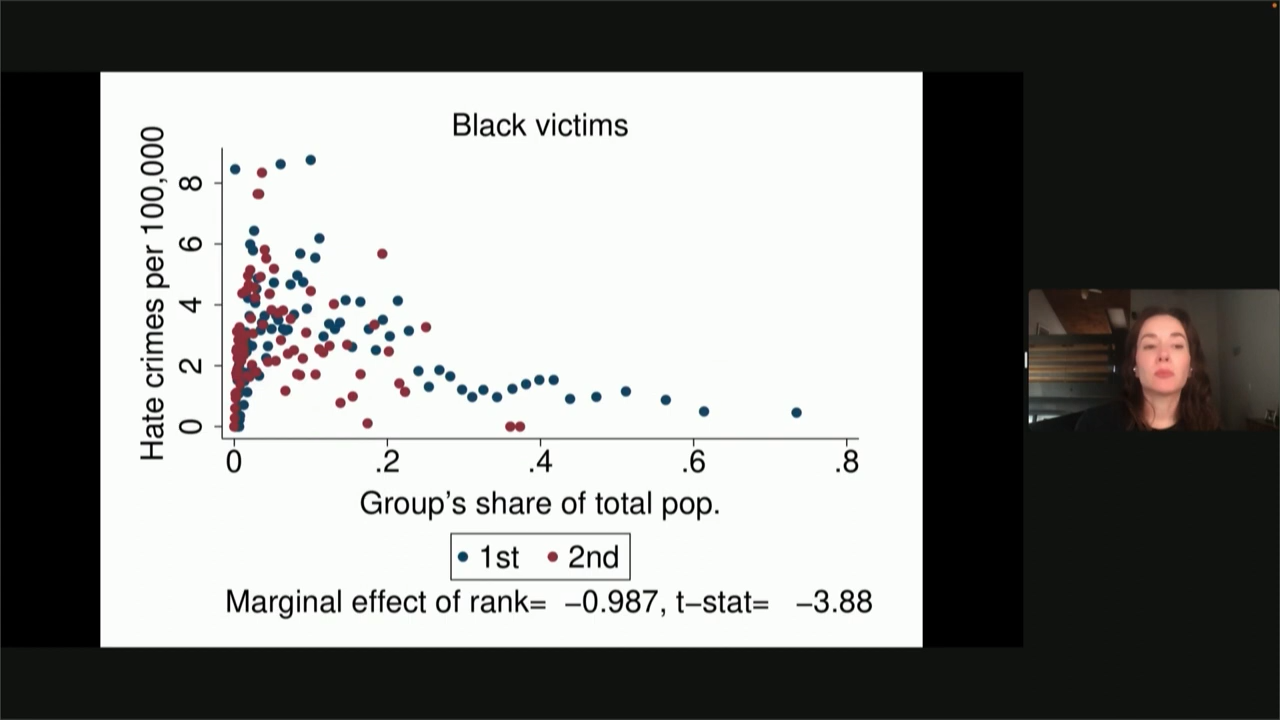 Black victims
Hate crimes per 100,000
8
6
4
2
0
0 .2 .4 .6 .8
Group’s share of total pop.
1st 2nd
Marginal effect of rank= −0.987, t−stat= −3.88